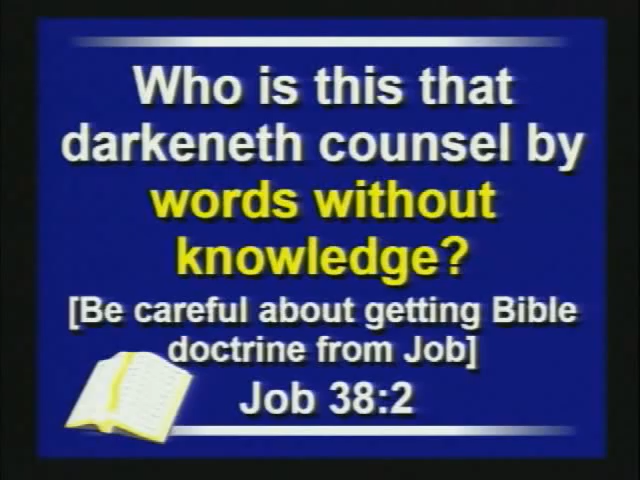 Who is this that
darkeneth counsel by
words without
knowledge?
[Be careful about getting Bible
doctrine from Job]
Job 38:2